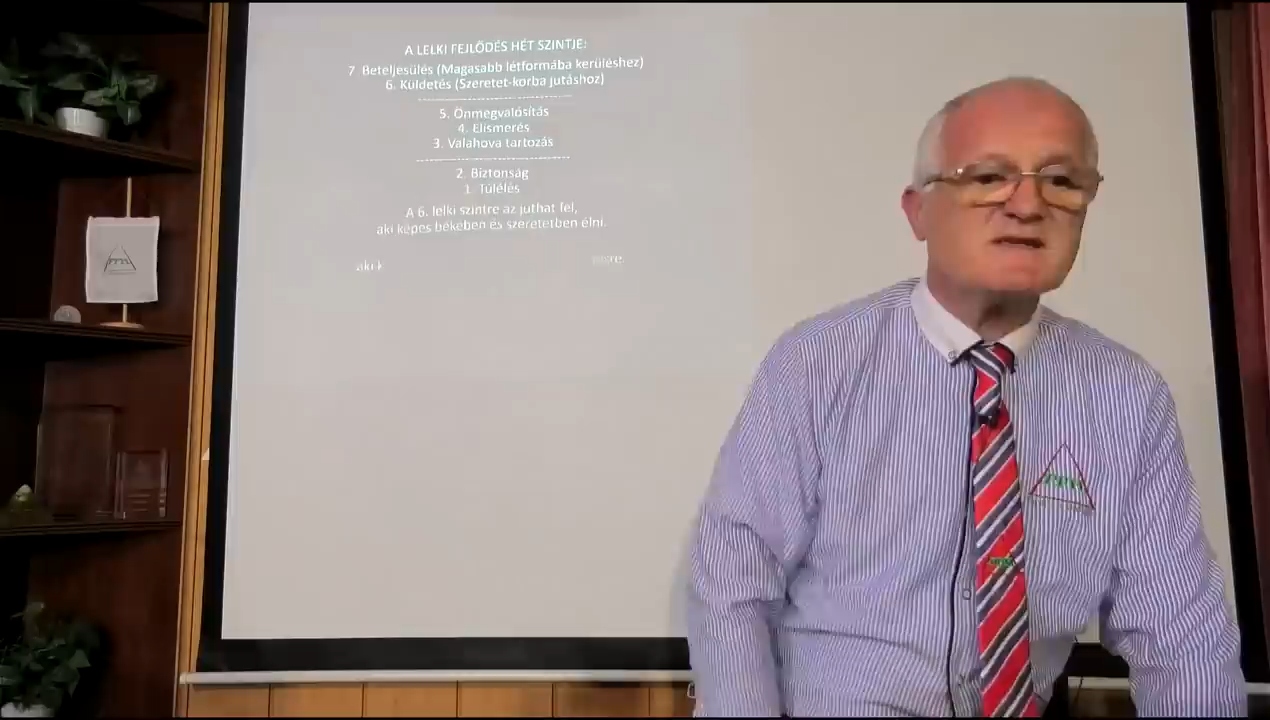 A LELKI FEJLŐDÉS HÉT SZINTJE:
7 Beteljesülés (Magasabb létformába kerüléshez)
6. Küldetés (Szeretet-korba jutáshoz)
5. Önmegvalósítás
4. Elismerés
3. Valahova tartozás
2. Biztonság
1. Túlélés
A 6. lelki szintre az juthat fel,
aki képes békében és szeretetben élni.
aki k